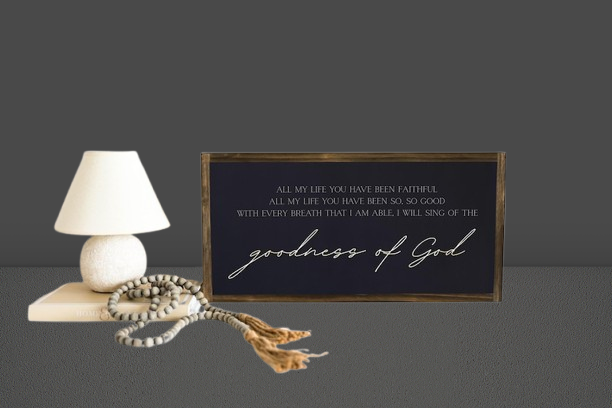 ALL MY LIFE YOU HAVE BEEN FAITHFUL
ALL MY LIFE YOU HAVE BEEN SO, SO GOOD
WITH EVERY BREATH THAT I AM ABLE, I WILL SING OF THE
goodness of God